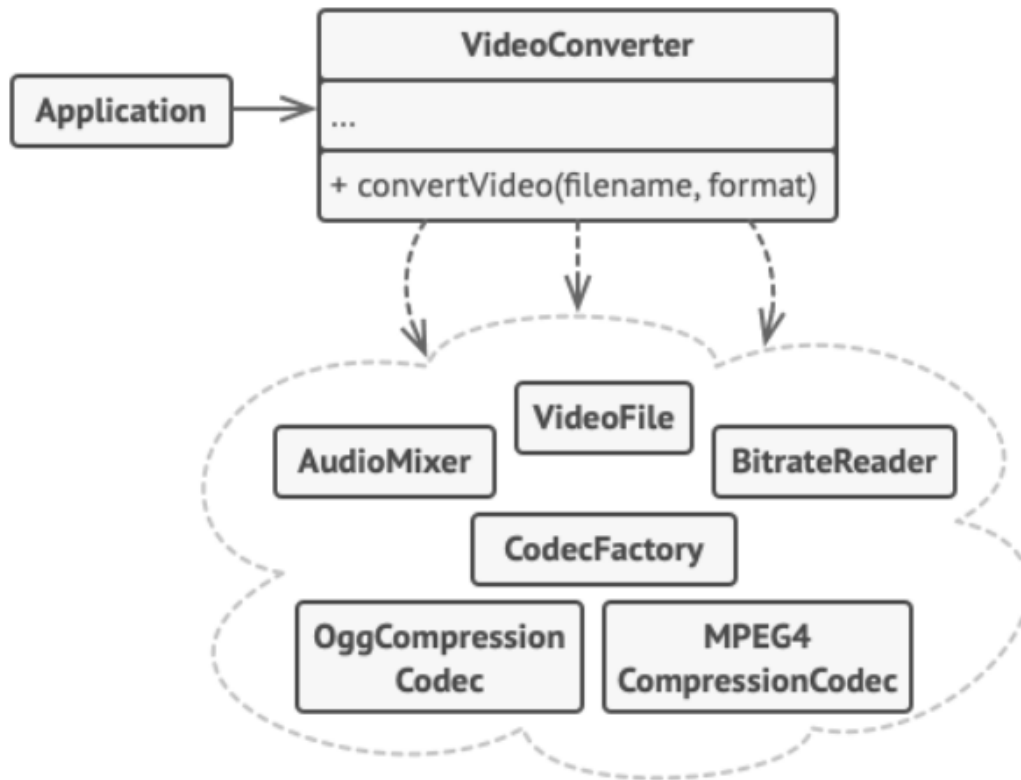 VideoConverter
Application
...
+ convertVideo(filename, format)
VideoFile
AudioMixer
BitrateReader
CodecFactory
OggCompression
Codec
MPEG4
CompressionCodec